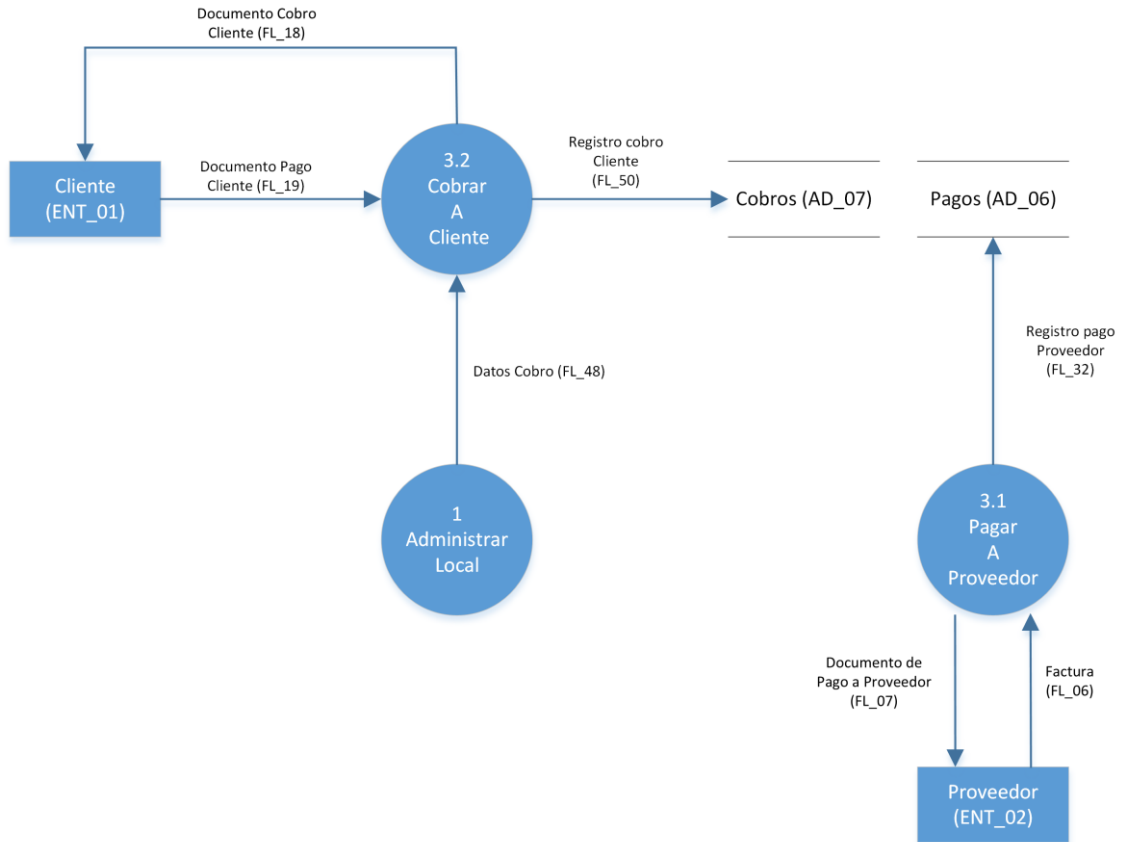 Documento Cobro
Cliente (FL_18)
Cliente
(ENT_01)
Documento Pago
Cliente (FL_19)
3.2
Cobrar
A
Cliente
Registro cobro
Cliente
(FL_50)
Cobros (AD_07)
Pagos (AD_06)
Datos Cobro (FL_48)
Registro pago
Proveedor
(FL_32)
1
Administrar
Local
3.1
Pagar
A
Proveedor
Documento de
Pago a Proveedor
(FL_07)
Factura
(FL_06)
Proveedor
(ENT_02)